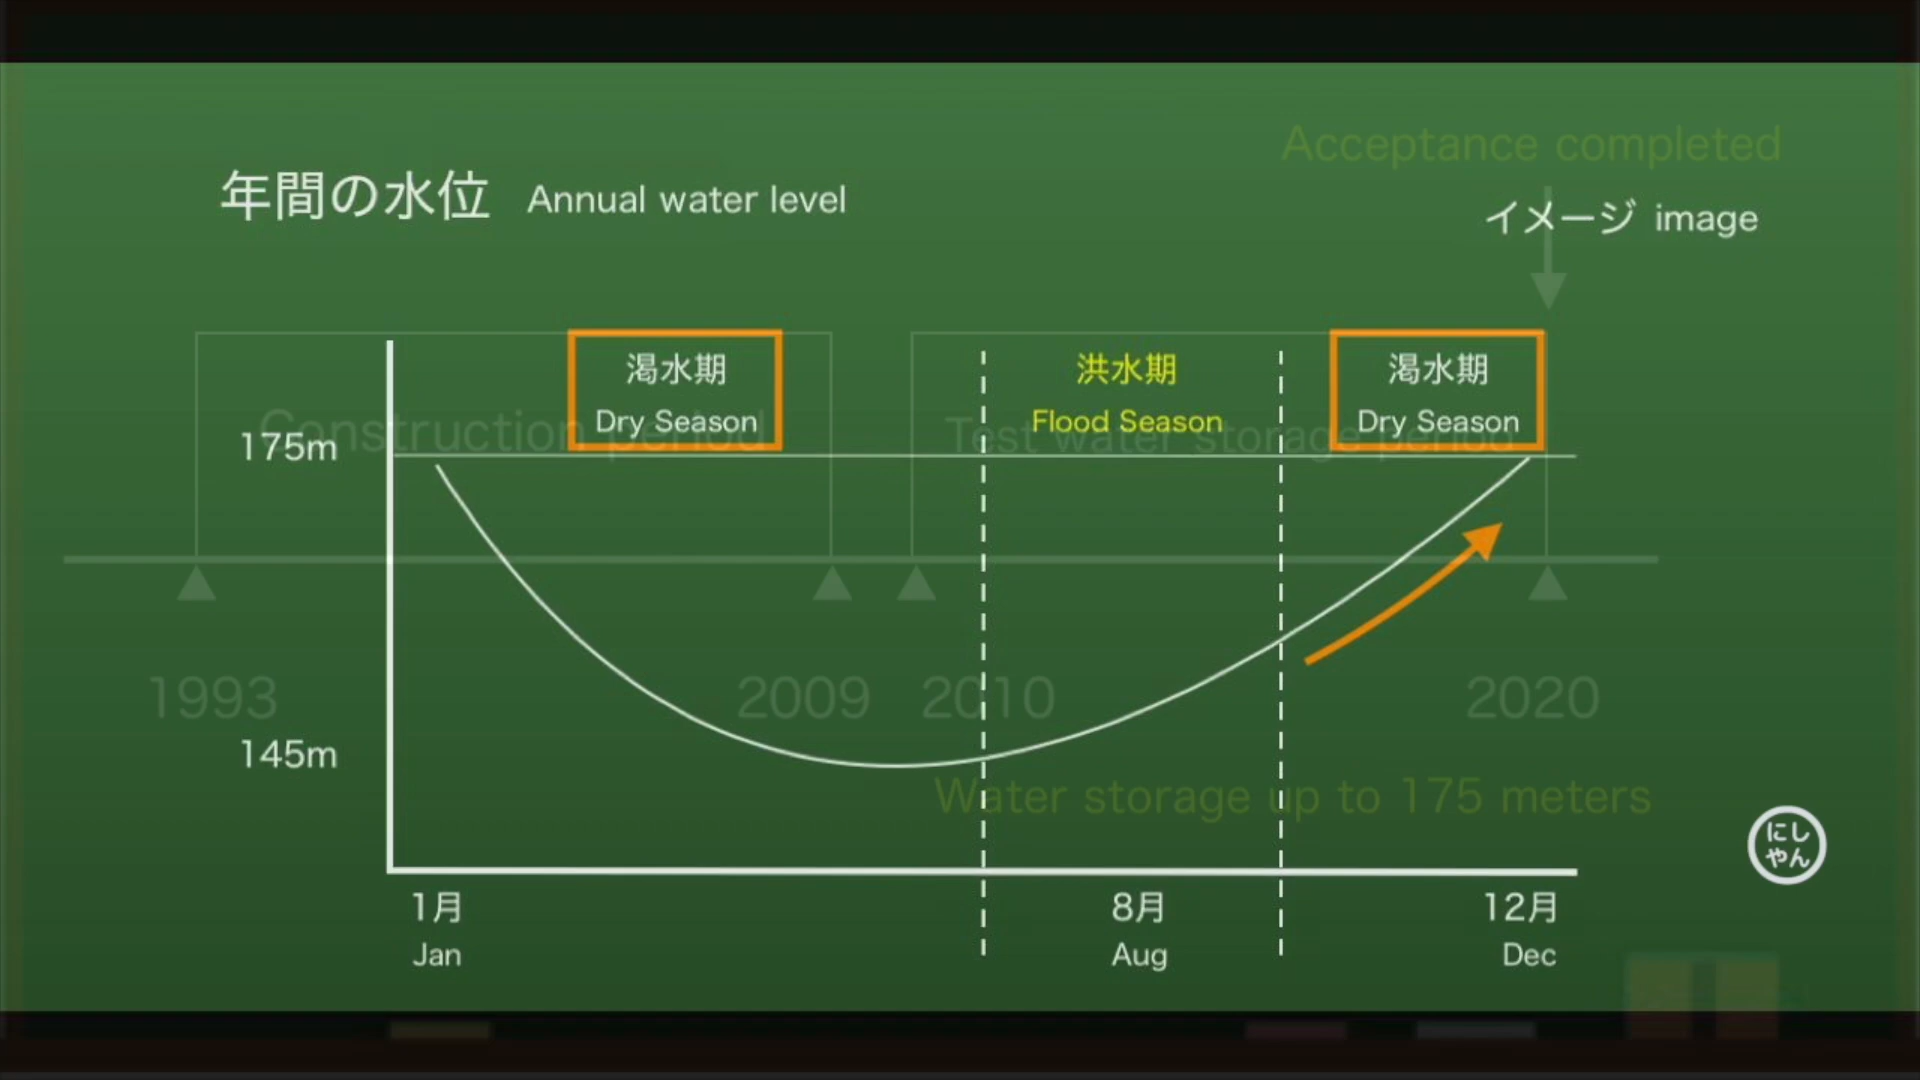 Acceptance completed
年間の水位 Annual water level
イメージ image
渇水期
Dry Season
洪水期
Flood Season
渇水期
Dry Season
Construction period
Test water storage period
175m
1993
2009
2010
2020
145m
Water storage up to 175 meters
にし
やん
1月
Jan
8月
Aug
12月
Dec